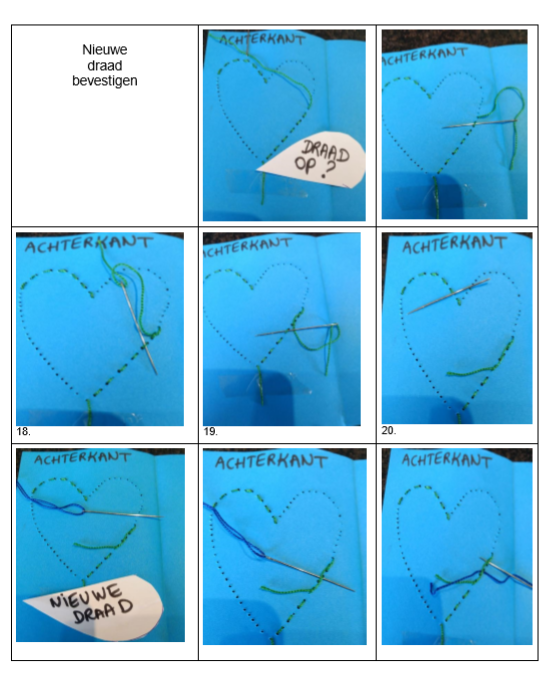 Nieuwe
draad
bevestigen
ACHTERKANT
DRAAD
OP?
ACHTERKANT
ACHTERKANT
18.
ACHTERKANT
19.
ACHTERKANT
20.
ACHTERKANT
NIEUWE
DRAAD
ACHTERKANT
ACHTERKANT